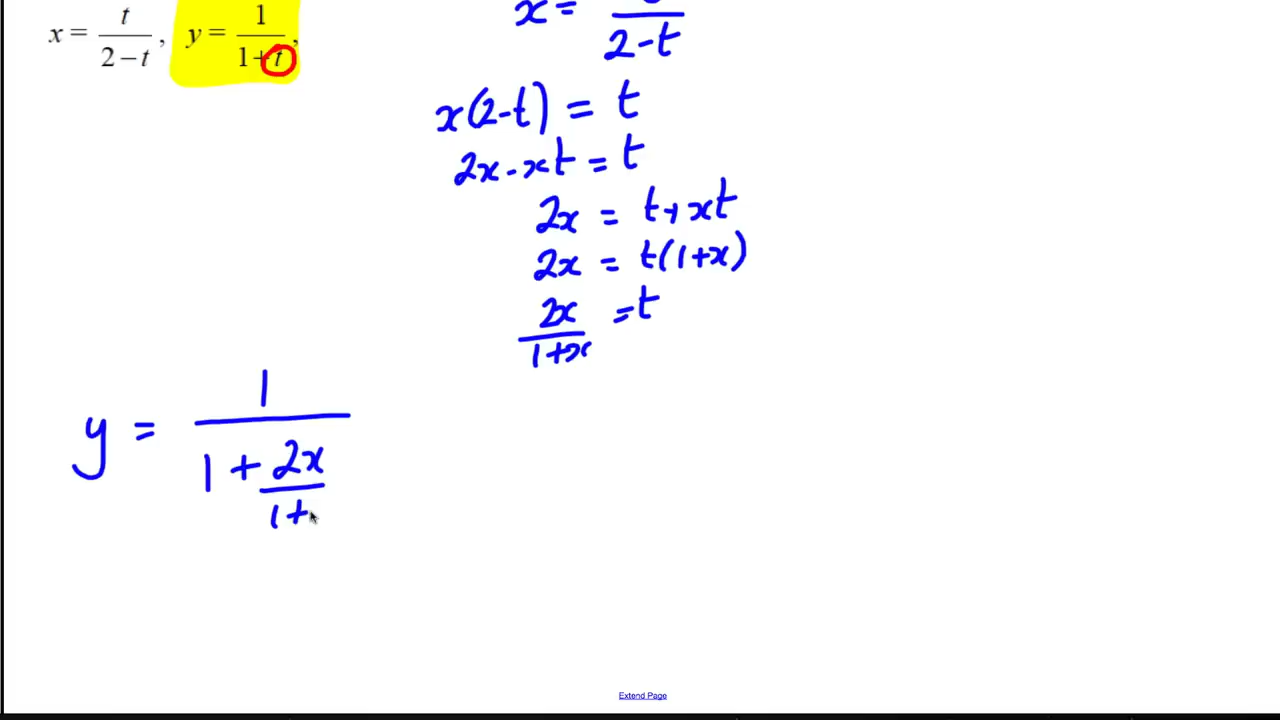 x = t/(2 − t), y = 1/(1 + t),
x = /(2-t)
x(2-t) = t
2x - xt = t
2x = t + xt
2x = t(1+x)
2x/(1+x) = t
y = 1/(1 + 2x/(1+
Extend Page